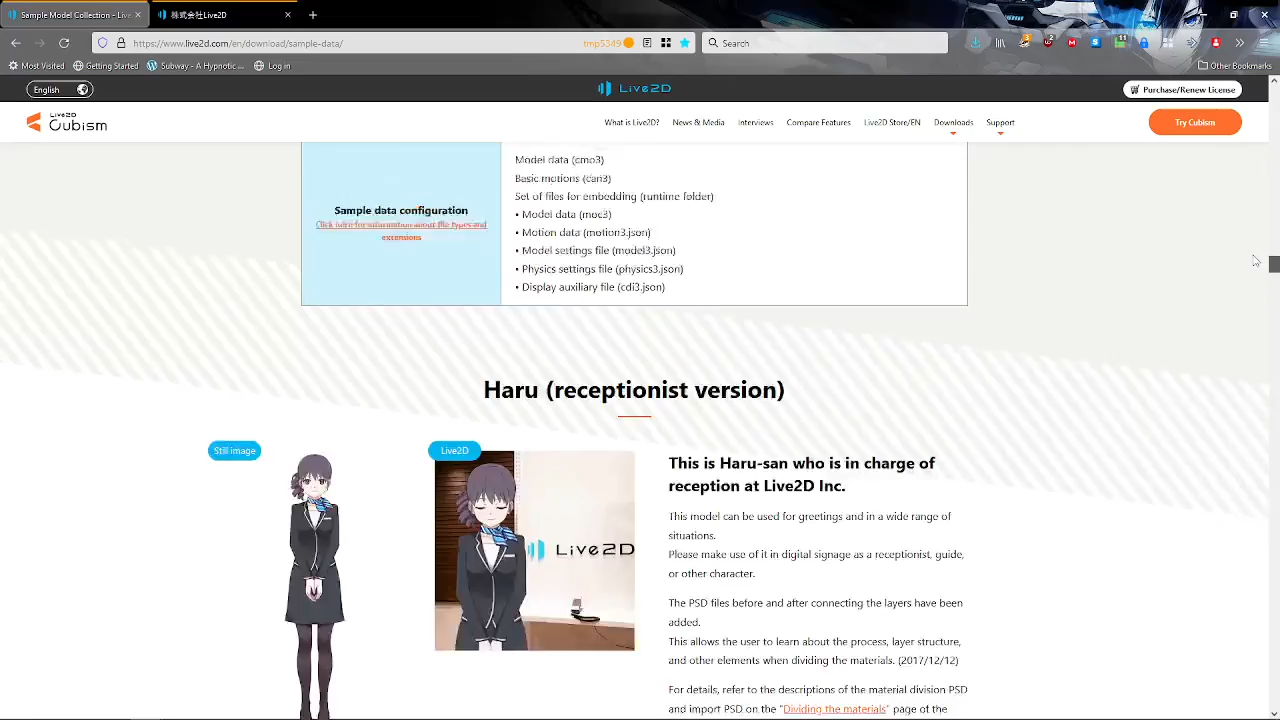 Sample Model Collection - Live
株式会社Live2D
https://www.live2d.com/en/download/sample-data/
tmp5349
Search
Most Visited
Getting Started
Subway - A Hypnotic ...
Log in
Other Bookmarks
English
Live2D
Purchase/Renew License
Live2D
Cubism
What is Live2D?
News & Media
Interviews
Compare Features
Live2D Store/EN
Downloads
Support
Try Cubism
Sample data configuration
Click here for information about file types and
extensions
Model data (cmo3)
Basic motions (can3)
Set of files for embedding (runtime folder)
• Model data (moc3)
• Motion data (motion3.json)
• Model settings file (model3.json)
• Physics settings file (physics3.json)
• Display auxiliary file (cdi3.json)
Haru (receptionist version)
Still image
Live2D
Live2D
This is Haru-san who is in charge of
reception at Live2D Inc.
This model can be used for greetings and in a wide range of
situations.
Please make use of it in digital signage as a receptionist, guide,
or other character.
The PSD files before and after connecting the layers have been
added.
This allows the user to learn about the process, layer structure,
and other elements when dividing the materials. (2017/12/12)
For details, refer to the descriptions of the material division PSD
and import PSD on the "Dividing the materials" page of the